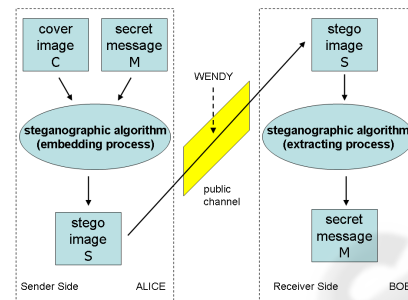 cover
image
C
secret
message
M
steganographic algorithm
(embedding process)
stego
image
S
Sender Side
ALICE
WENDY
public
channel
stego
image
S
steganographic algorithm
(extracting process)
secret
message
M
Receiver Side
BOB